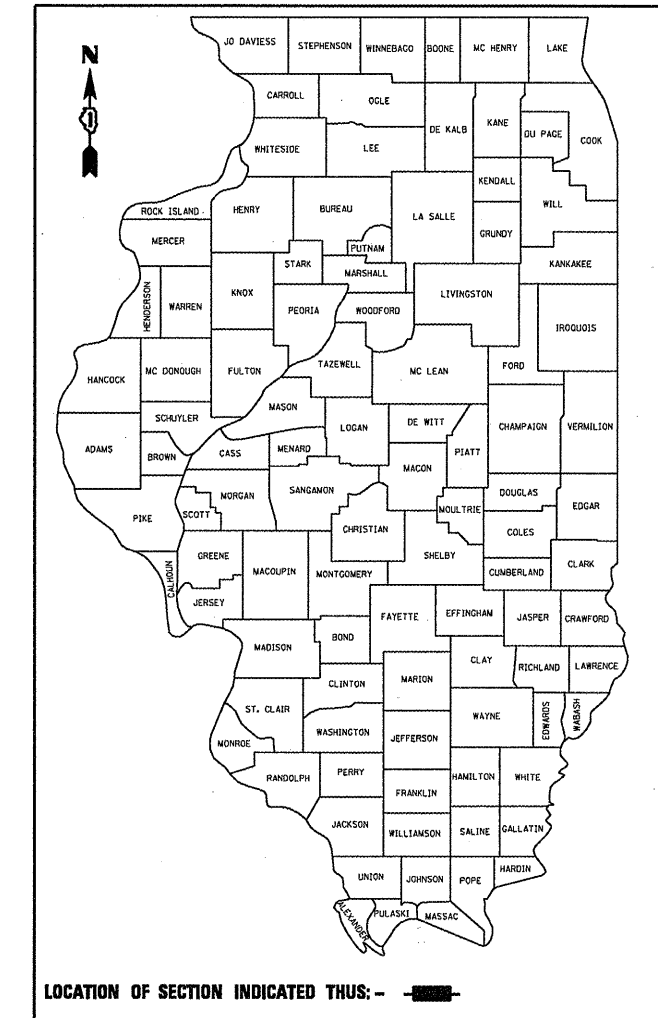 JO DAVIESS
STEPHENSON
WINNEBAGO
BOONE
MC HENRY
LAKE
N
CARROLL
OGLE
DE KALB
KANE
DU PAGE
COOK
WHITESIDE
LEE
KENDALL
WILL
ROCK ISLAND
HENRY
BUREAU
LA SALLE
GRUNDY
MERCER
PUTNAM
STARK
MARSHALL
KANKAKEE
HENDERSON
WARREN
KNOX
PEORIA
WOODFORD
LIVINGSTON
IROQUOIS
HANCOCK
MC DONOUGH
FULTON
TAZEWELL
MC LEAN
FORD
MASON
SCHUYLER
LOGAN
DE WITT
CHAMPAIGN
VERMILION
ADAMS
BROWN
CASS
MENARD
MACON
PIATT
PIKE
SCOTT
MORGAN
SANGAMON
CHRISTIAN
MOULTRIE
DOUGLAS
EDGAR
COLES
GREENE
MACOUPIN
MONTGOMERY
SHELBY
CUMBERLAND
CLARK
CALHOUN
JERSEY
FAYETTE
EFFINGHAM
JASPER
CRAWFORD
MADISON
BOND
CLAY
RICHLAND
LAWRENCE
CLINTON
MARION
ST. CLAIR
WASHINGTON
WAYNE
EDWARDS
WABASH
MONROE
JEFFERSON
RANDOLPH
PERRY
HAMILTON
WHITE
FRANKLIN
JACKSON
WILLIAMSON
SALINE
GALLATIN
UNION
JOHNSON
POPE
HARDIN
ALEXANDER
PULASKI
MASSAC
LOCATION OF SECTION INDICATED THUS: -